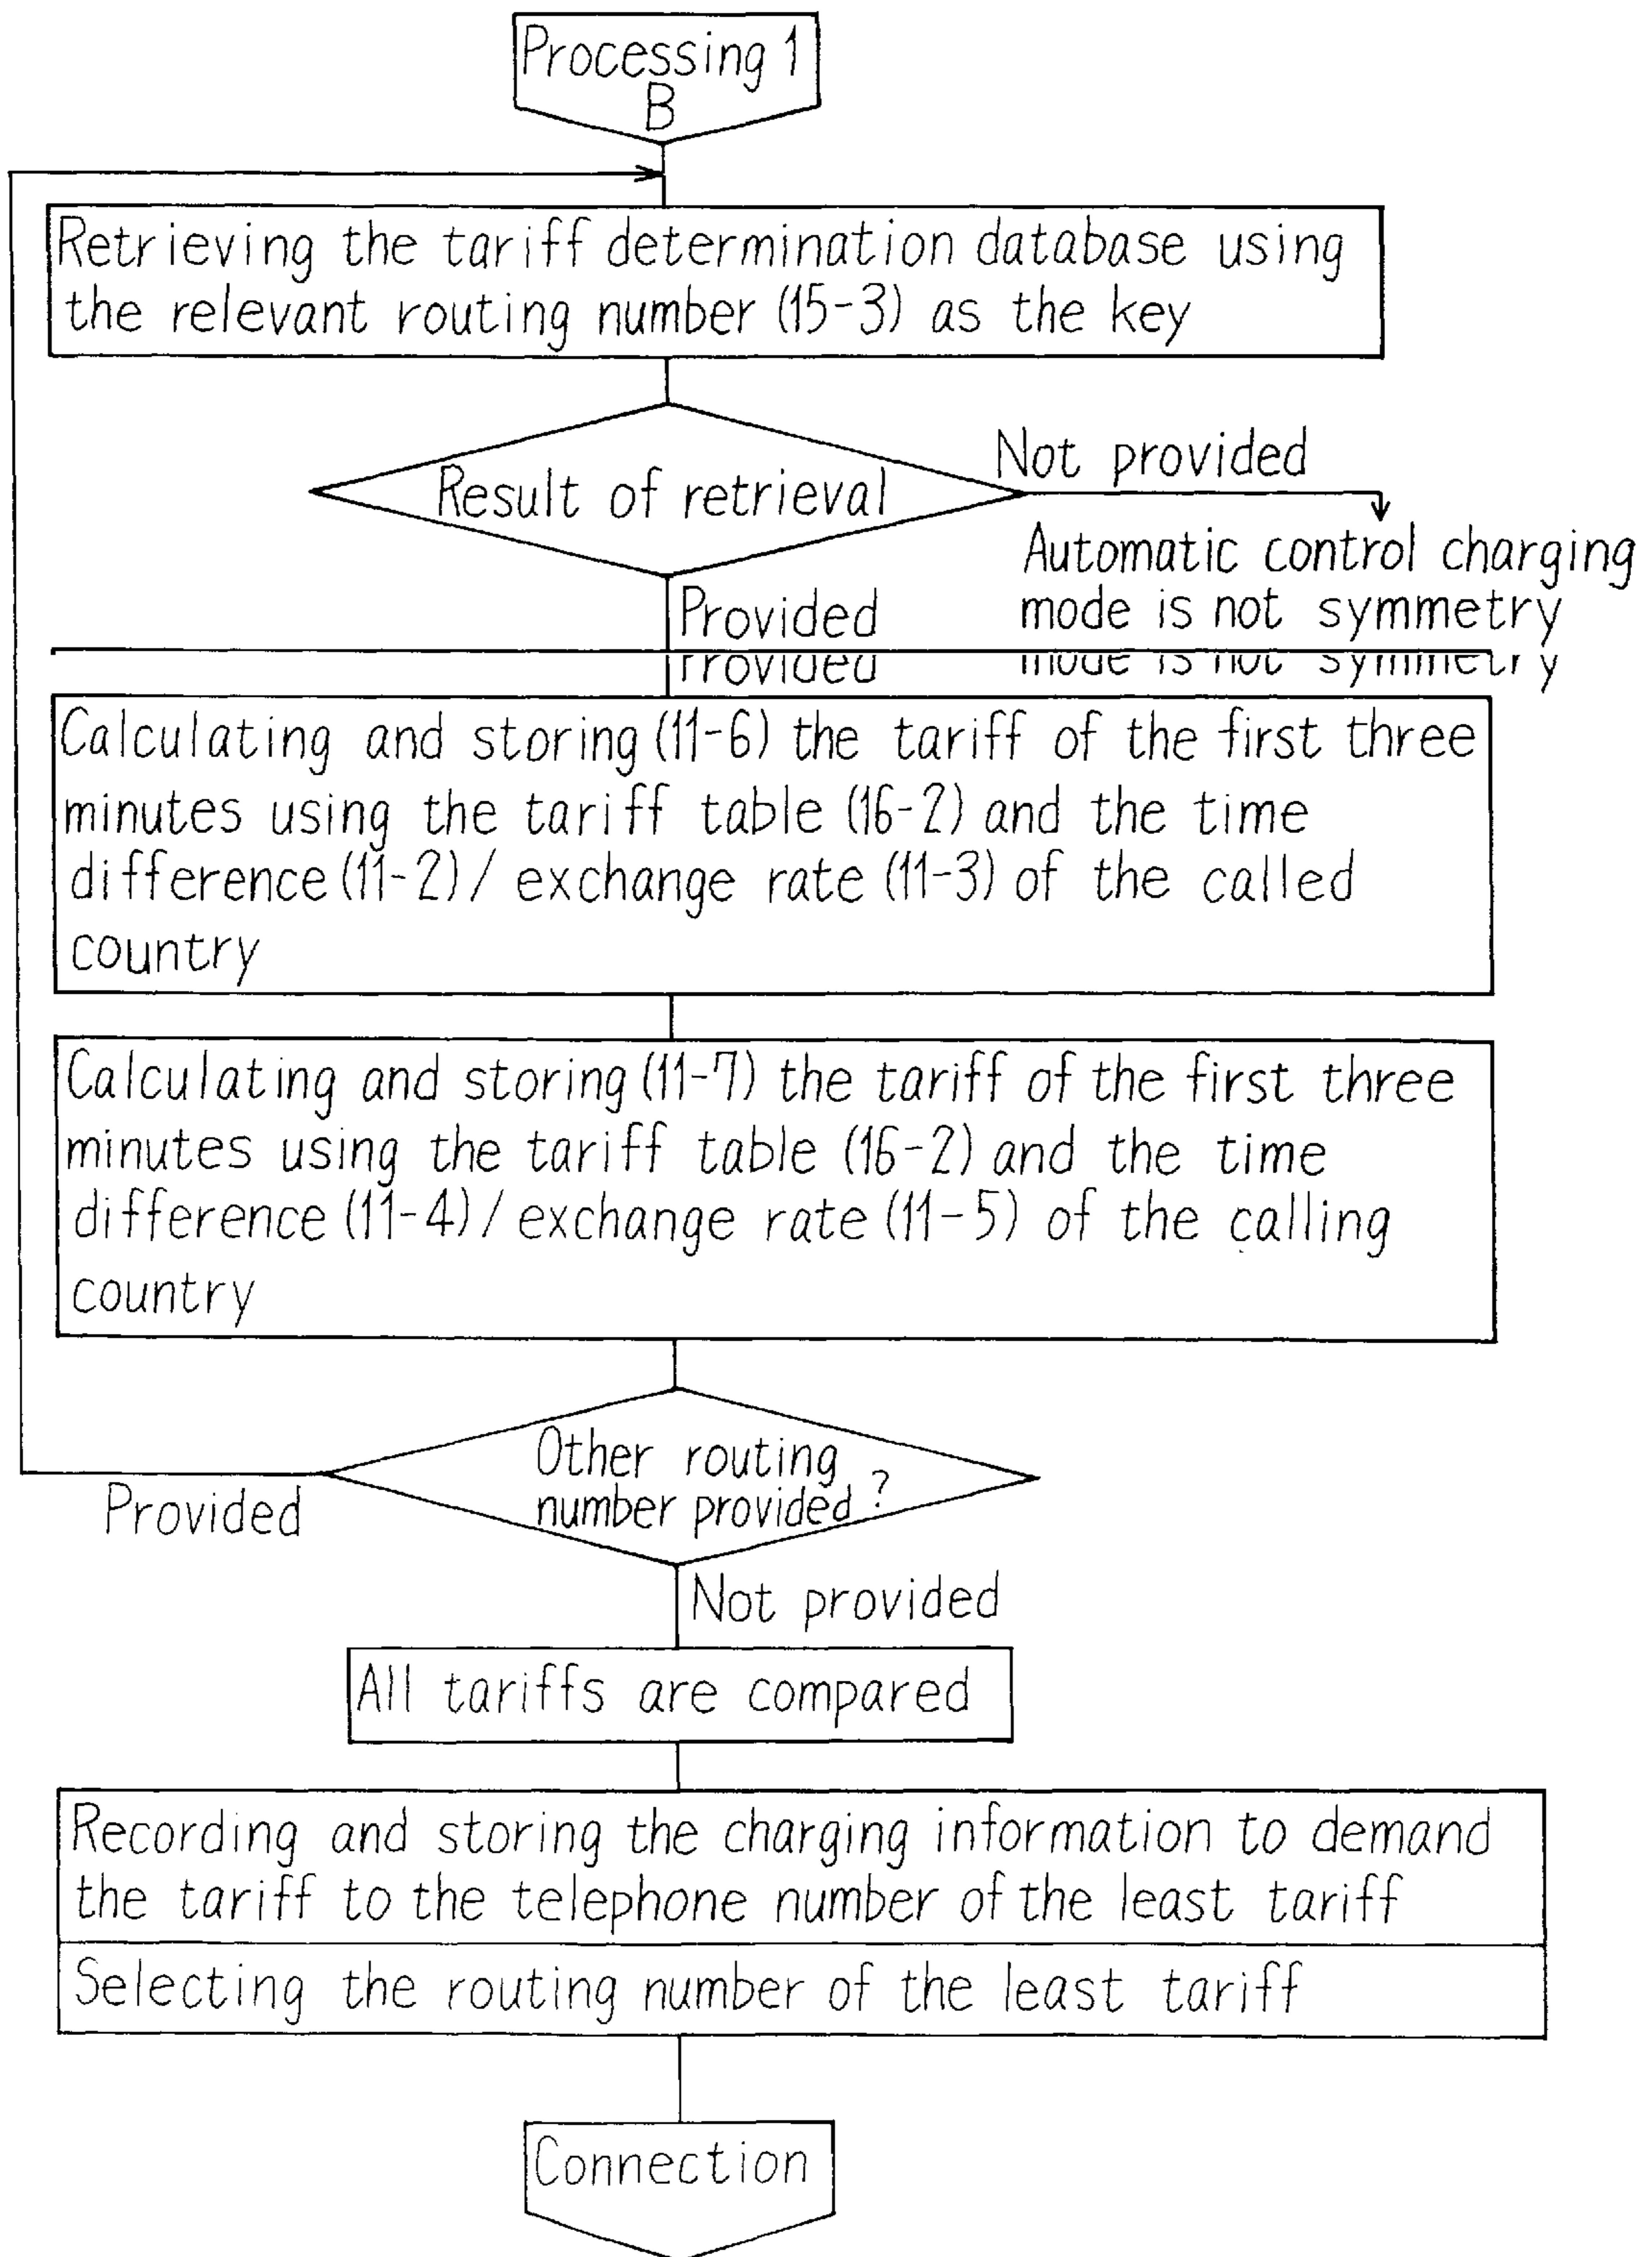 Processing 1
B
Retrieving the tariff determination database using
the relevant routing number (15-3) as the key
Result of retrieval
Not provided
Automatic control charging
mode is not symmetry
Provided
Provided
mode is not symmetry
Calculating and storing (11-6) the tariff of the first three
minutes using the tariff table (16-2) and the time
difference (11-2) / exchange rate (11-3) of the called
country
Calculating and storing (11-7) the tariff of the first three
minutes using the tariff table (16-2) and the time
difference (11-4) / exchange rate (11-5) of the calling
country
Other routing
number provided ?
Provided
Not provided
All tariffs are compared
Recording and storing the charging information to demand
the tariff to the telephone number of the least tariff
Selecting the routing number of the least tariff
Connection